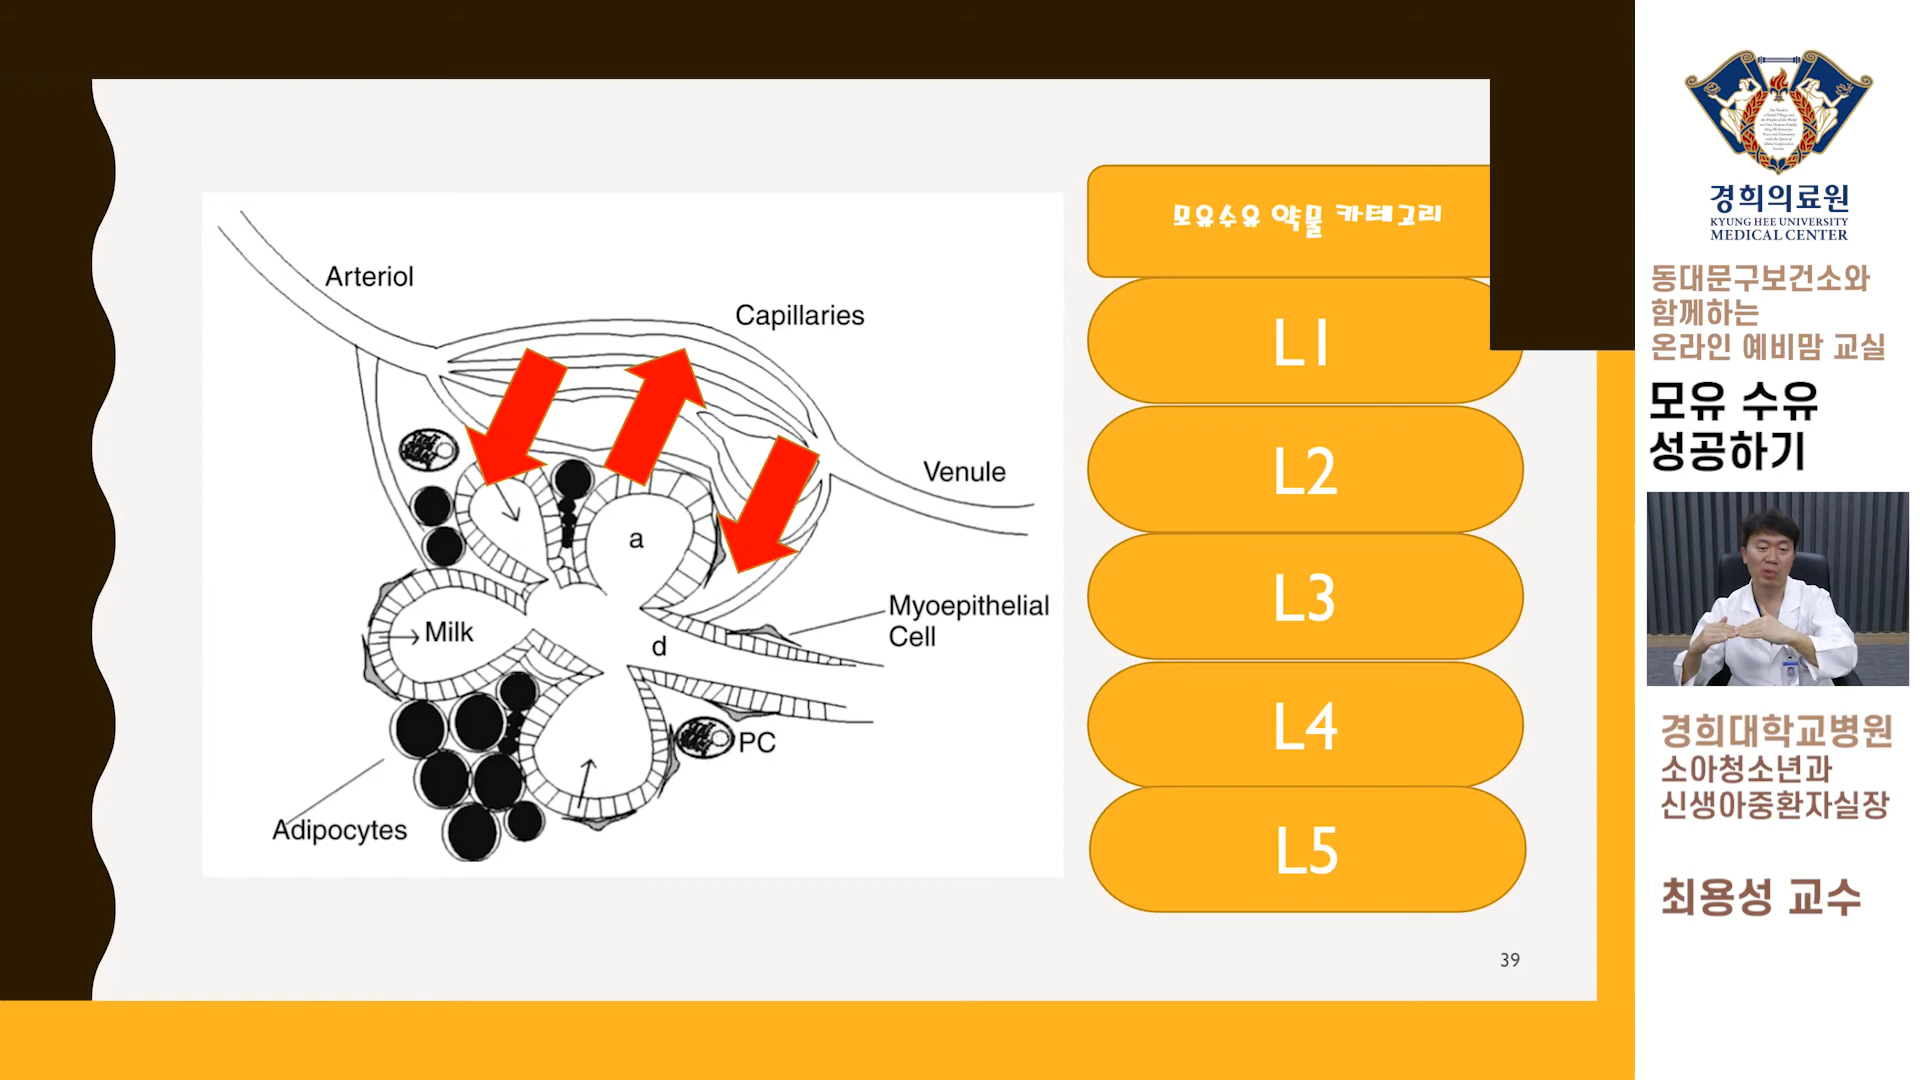 Arteriol
Capillaries
Venule
a
Milk
d
Myoepithelial
Cell
PC
Adipocytes
모유수유 약물 카테고리
L1
L2
L3
L4
L5
39
경희의료원
KYUNG HEE UNIVERSITY
MEDICAL CENTER
동대문구보건소와
함께하는
온라인 예비맘 교실
모유 수유
성공하기
경희대학교병원
소아청소년과
신생아중환자실장
최용성 교수